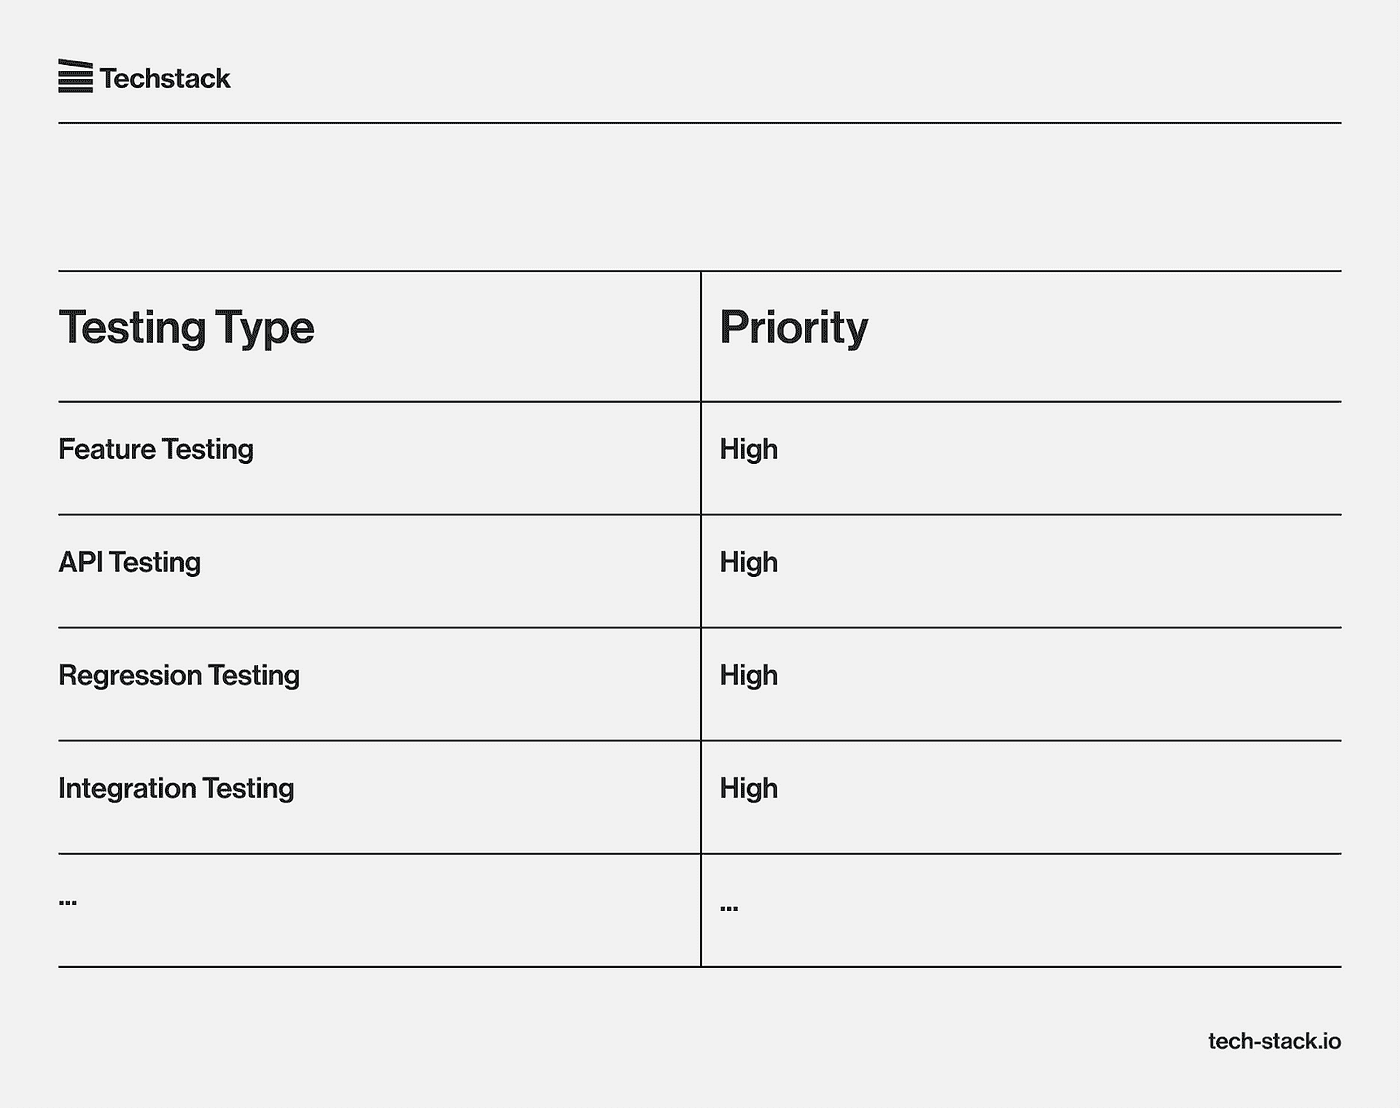 Techstack
Testing Type
Priority
Feature Testing
High
API Testing
High
Regression Testing
High
Integration Testing
High
...
...
tech-stack.io